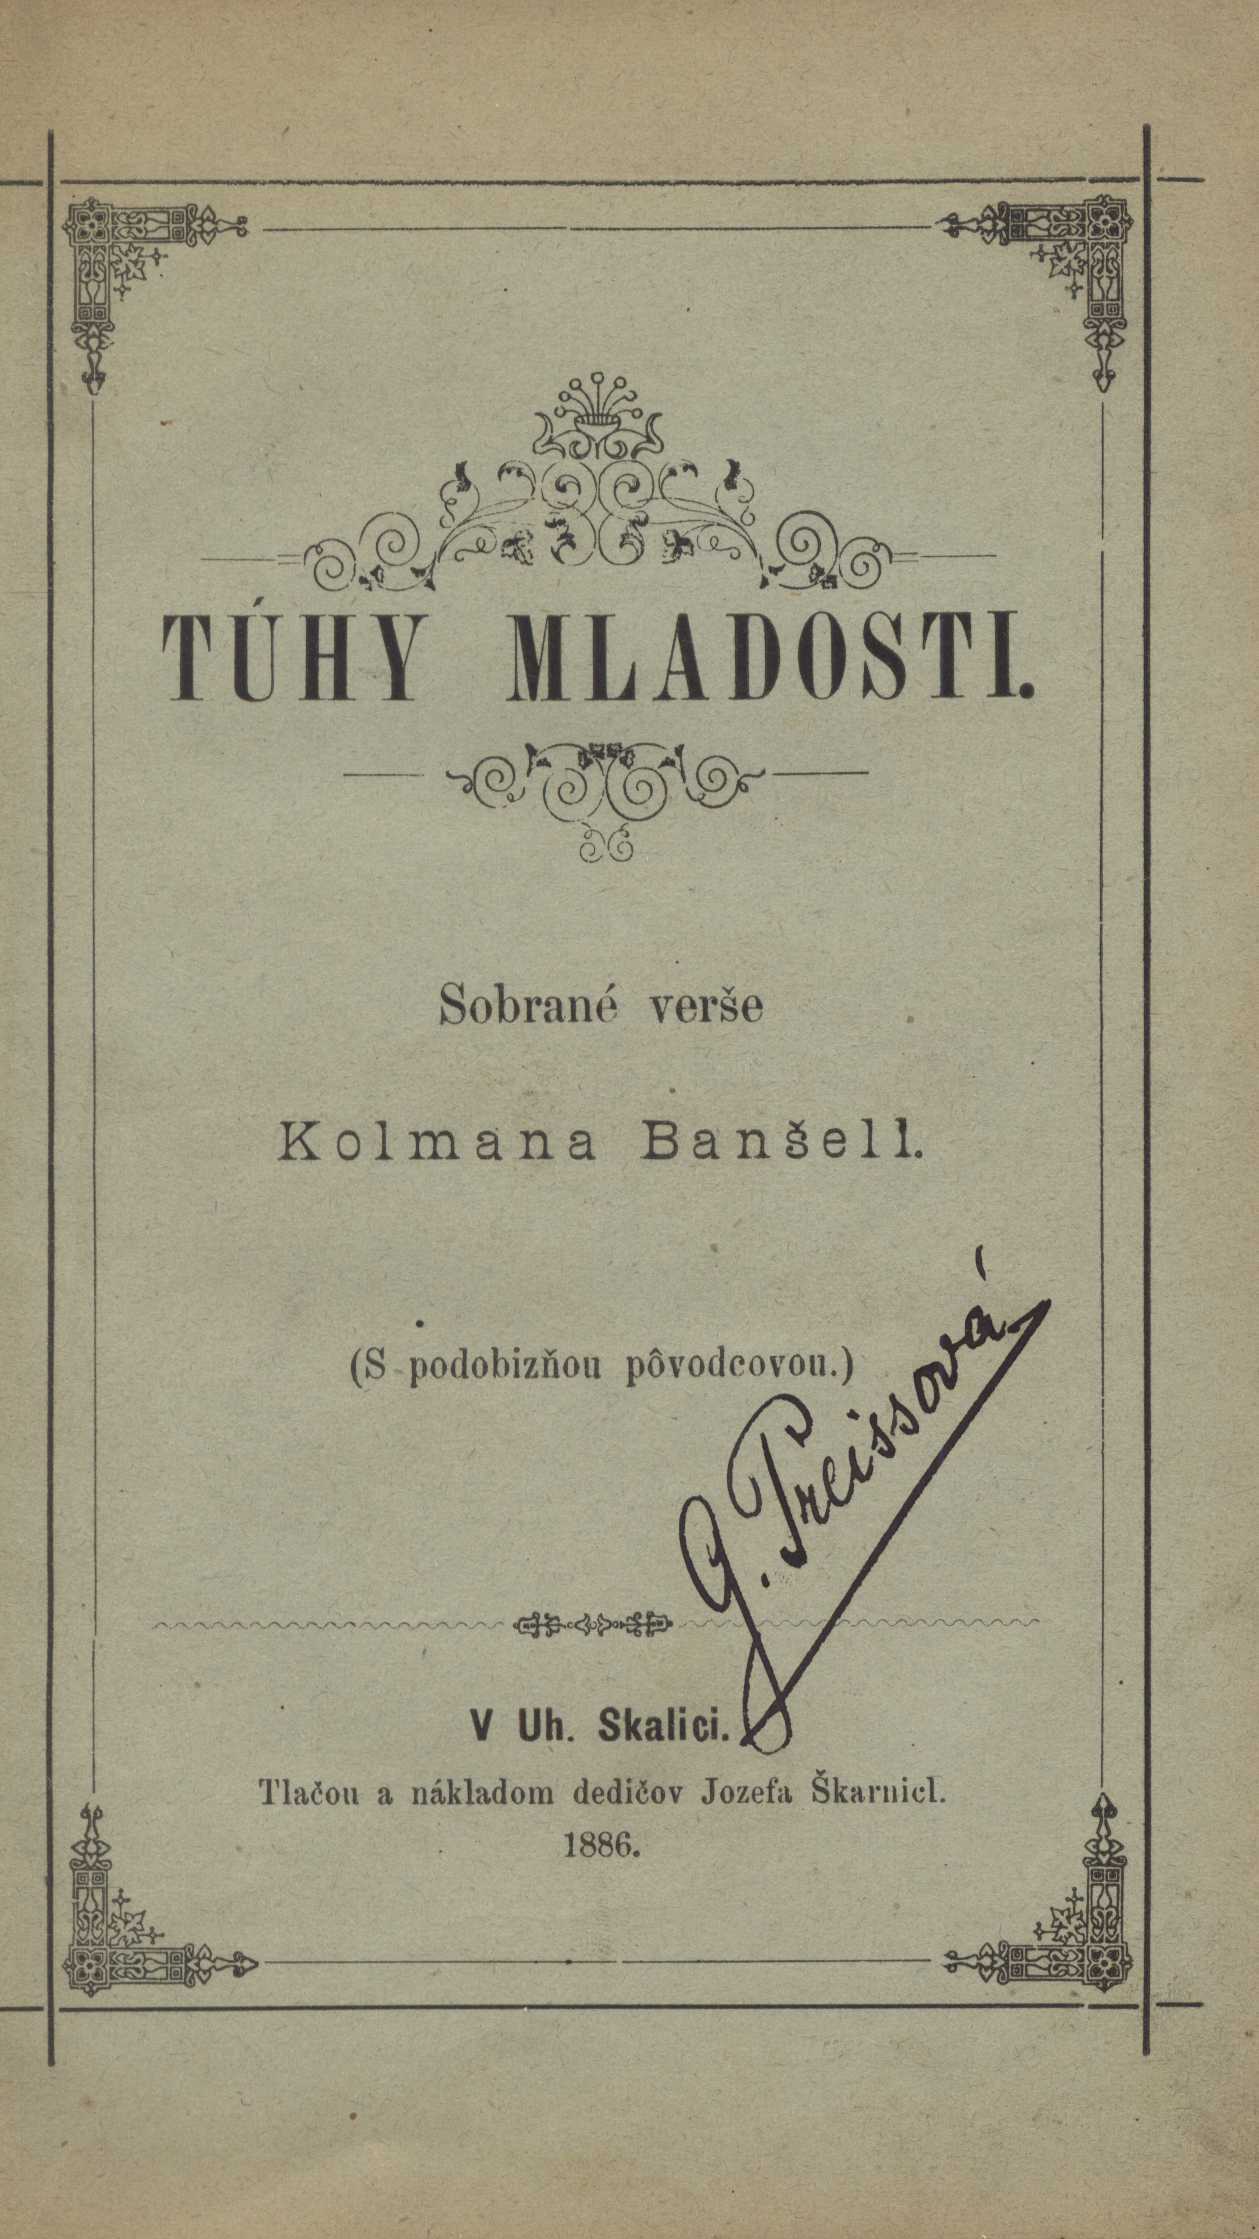 TÚHY MLADOSTI.
Sobrané verše
Kolmana Banšell.
(S podobizňou pôvodcovou.)
G. Preissová
V Uh. Skalici.
Tlačou a nákladom dedičov Jozefa Škarnicl.
1886.